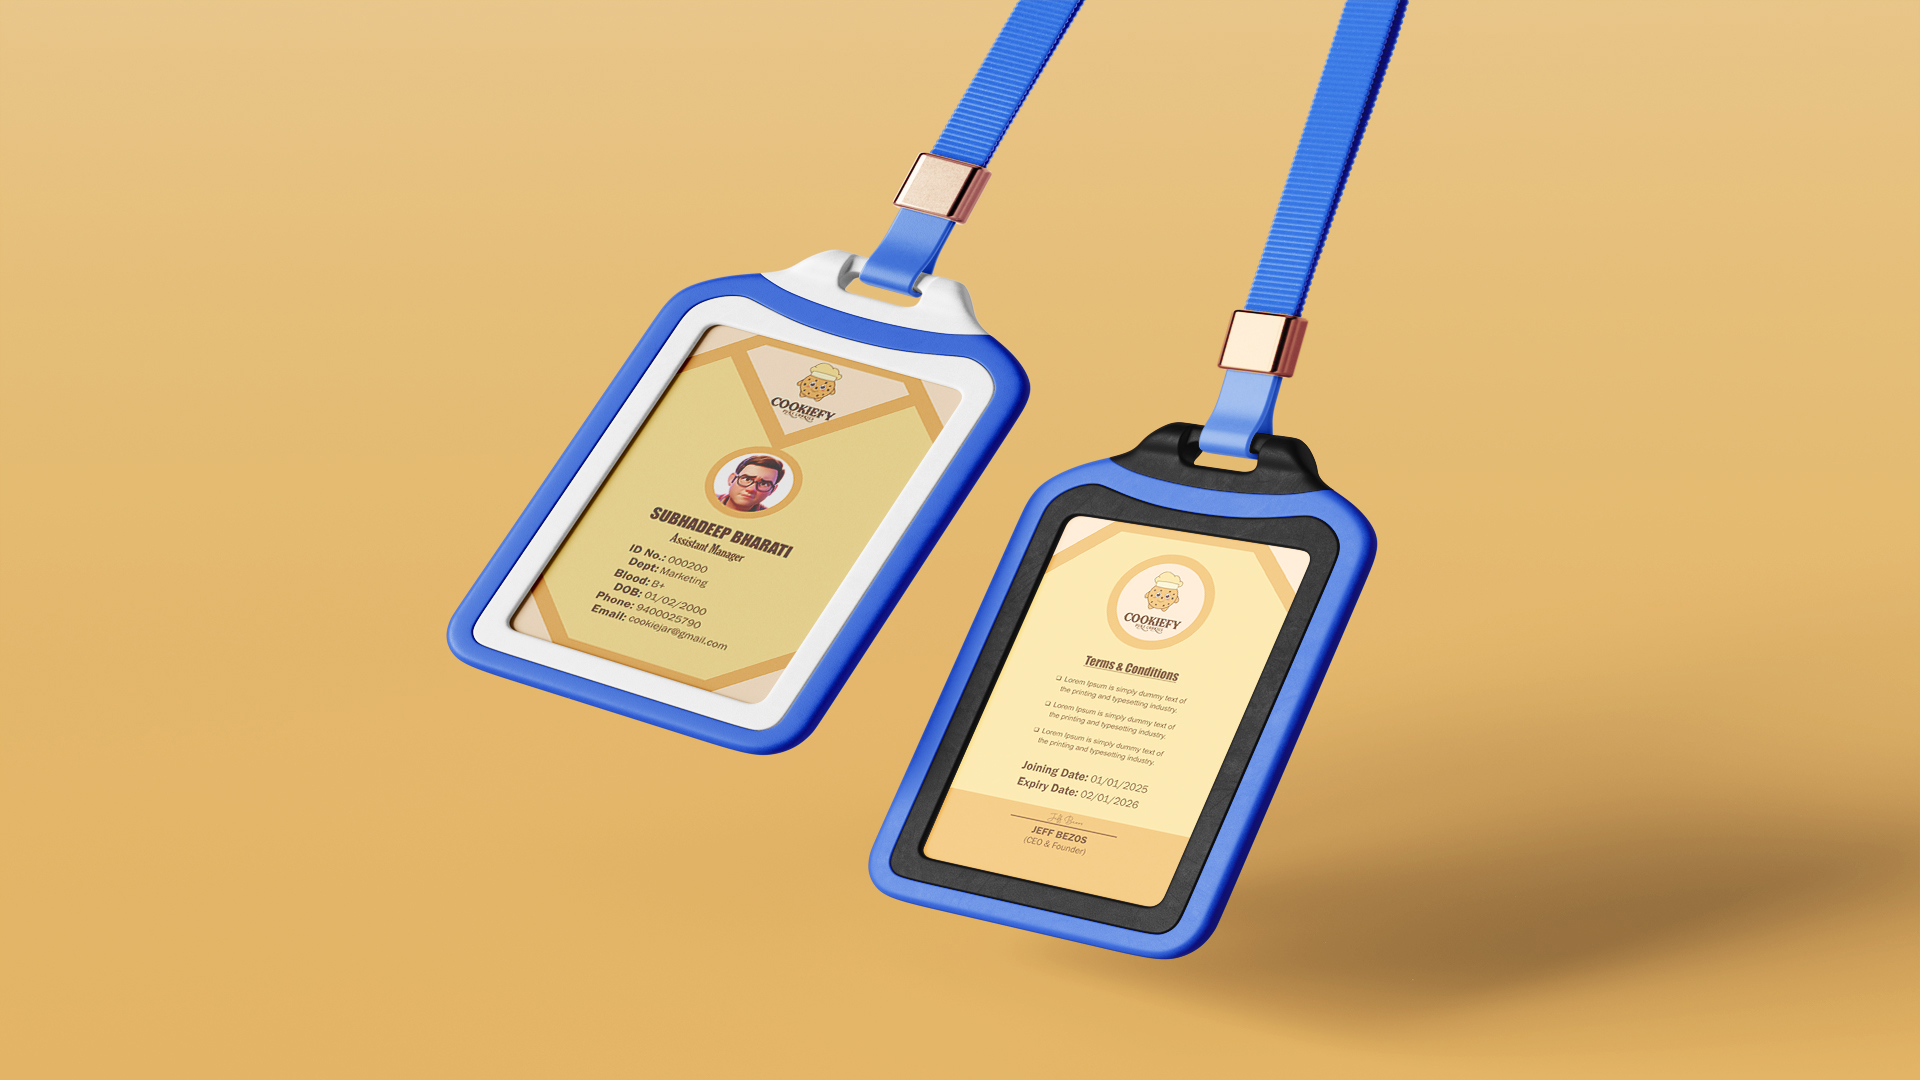 COOKIEFY
SUBHADEEP BHARATI
Assistant Manager
ID No.: 000200
Dept: Marketing
Blood: B+
DOB: 01/02/2000
Phone: 9400025790
Email: cookiejar@gmail.com
COOKIEFY
Terms & Conditions
❏ Lorem Ipsum is simply dummy text of
the printing and typesetting industry.
❏ Lorem Ipsum is simply dummy text of
the printing and typesetting industry.
❏ Lorem Ipsum is simply dummy text of
the printing and typesetting industry.
Joining Date: 01/01/2025
Expiry Date: 02/01/2026
Jeff Bezos
JEFF BEZOS
(CEO & Founder)